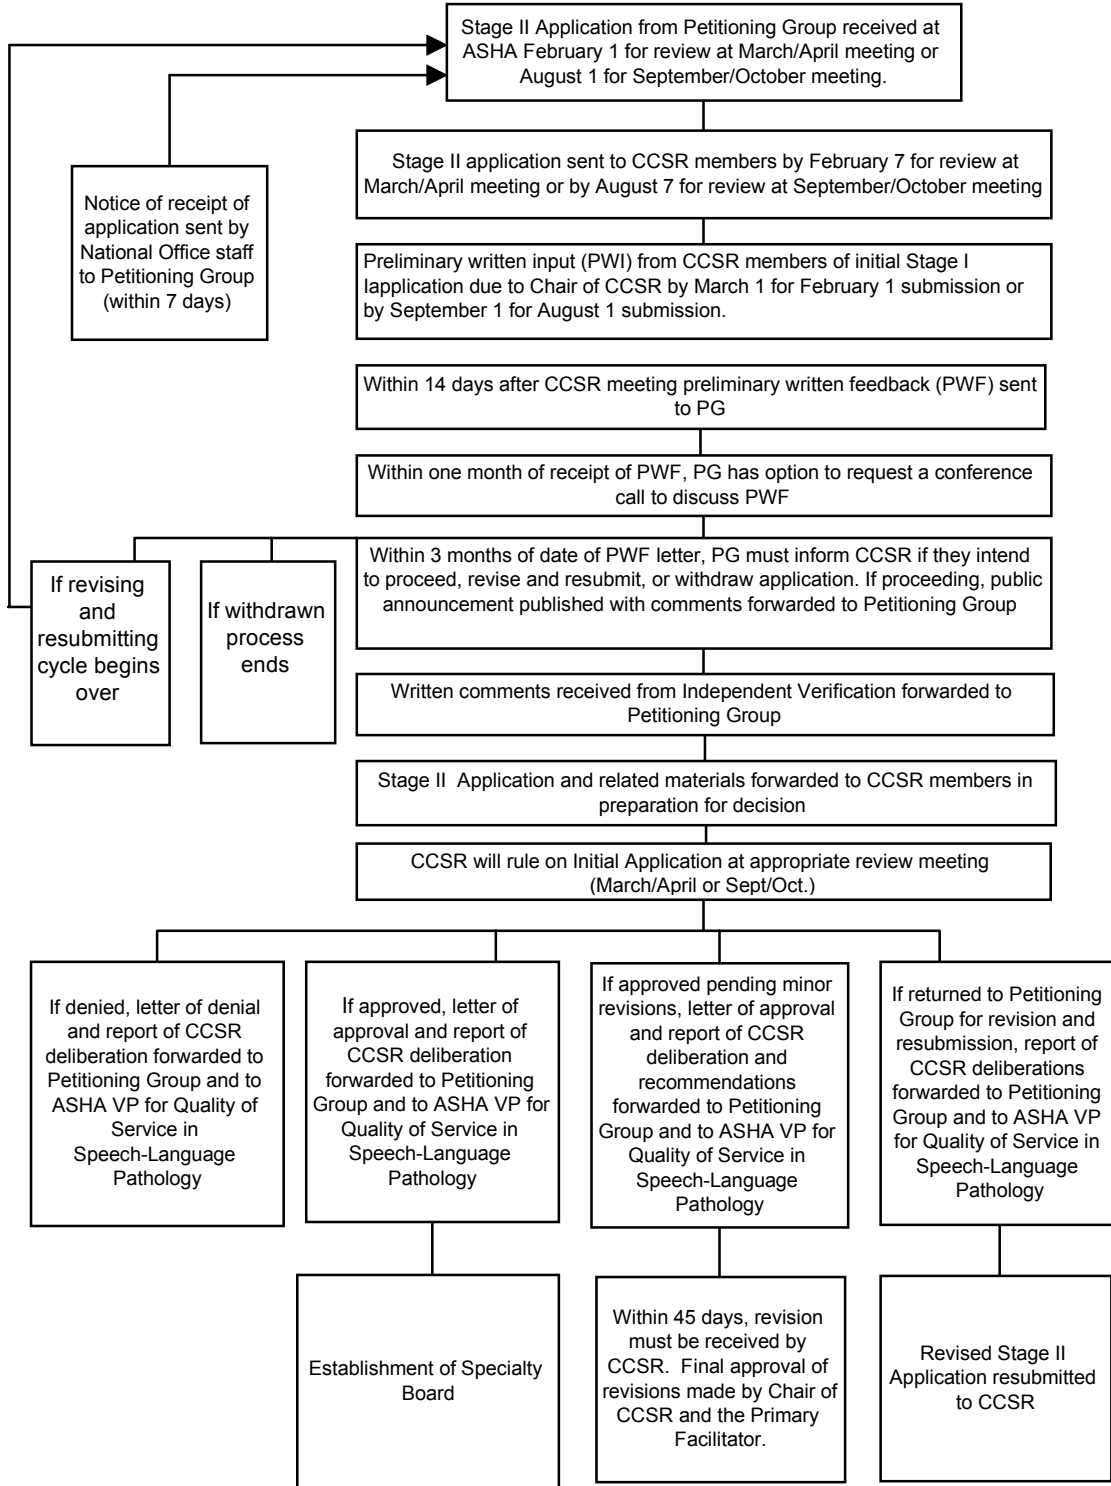 Stage II Application from Petitioning Group received at
ASHA February 1 for review at March/April meeting or
August 1 for September/October meeting.
Stage II application sent to CCSR members by February 7 for review at
March/April meeting or by August 7 for review at September/October meeting
Notice of receipt of
application sent by
National Office staff
to Petitioning Group
(within 7 days)
Preliminary written input (PWI) from CCSR members of initial Stage I
Iapplication due to Chair of CCSR by March 1 for February 1 submission or
by September 1 for August 1 submission.
Within 14 days after CCSR meeting preliminary written feedback (PWF) sent
to PG
Within one month of receipt of PWF, PG has option to request a conference
call to discuss PWF
If revising
and
resubmitting
cycle begins
over
If withdrawn
process
ends
Within 3 months of date of PWF letter, PG must inform CCSR if they intend
to proceed, revise and resubmit, or withdraw application. If proceeding, public
announcement published with comments forwarded to Petitioning Group
Written comments received from Independent Verification forwarded to
Petitioning Group
Stage II Application and related materials forwarded to CCSR members in
preparation for decision
CCSR will rule on Initial Application at appropriate review meeting
(March/April or Sept/Oct.)
If denied, letter of denial
and report of CCSR
deliberation forwarded to
Petitioning Group and to
ASHA VP for Quality of
Service in
Speech-Language
Pathology
If approved, letter of
approval and report of
CCSR deliberation
forwarded to Petitioning
Group and to ASHA VP for
Quality of Service in
Speech-Language
Pathology
If approved pending minor
revisions, letter of approval
and report of CCSR
deliberation and
recommendations
forwarded to Petitioning
Group and to ASHA VP for
Quality of Service in
Speech-Language
Pathology
If returned to Petitioning
Group for revision and
resubmission, report of
CCSR deliberations
forwarded to Petitioning
Group and to ASHA VP
for Quality of Service in
Speech-Language
Pathology
Establishment of Specialty
Board
Within 45 days, revision
must be received by
CCSR. Final approval of
revisions made by Chair of
CCSR and the Primary
Facilitator.
Revised Stage II
Application resubmitted
to CCSR